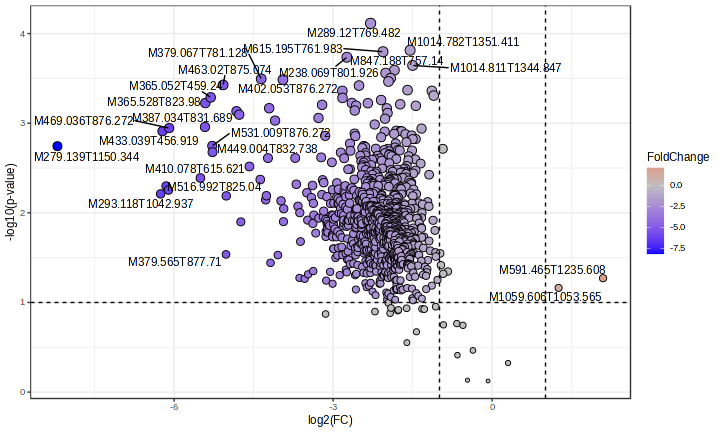 4
3
2
1
0
-log10(p-value)
M289.12T769.482
M1014.782T1351.411
M615.195T761.983
M379.067T781.128
M847.188T757.14
M1014.811T1344.847
M463.02T875.074
M238.069T801.926
M365.052T459.24
M402.053T876.272
M365.528T823.98
M469.036T876.272
M387.034T831.689
M531.009T876.272
M433.039T456.919
M449.004T832.738
M279.139T1150.344
M410.078T615.621
M516.992T825.04
M293.118T1042.937
M379.565T877.71
M591.465T1235.608
M1059.606T1053.565
-6
-3
0
log2(FC)
FoldChange
0.0
-2.5
-5.0
-7.5